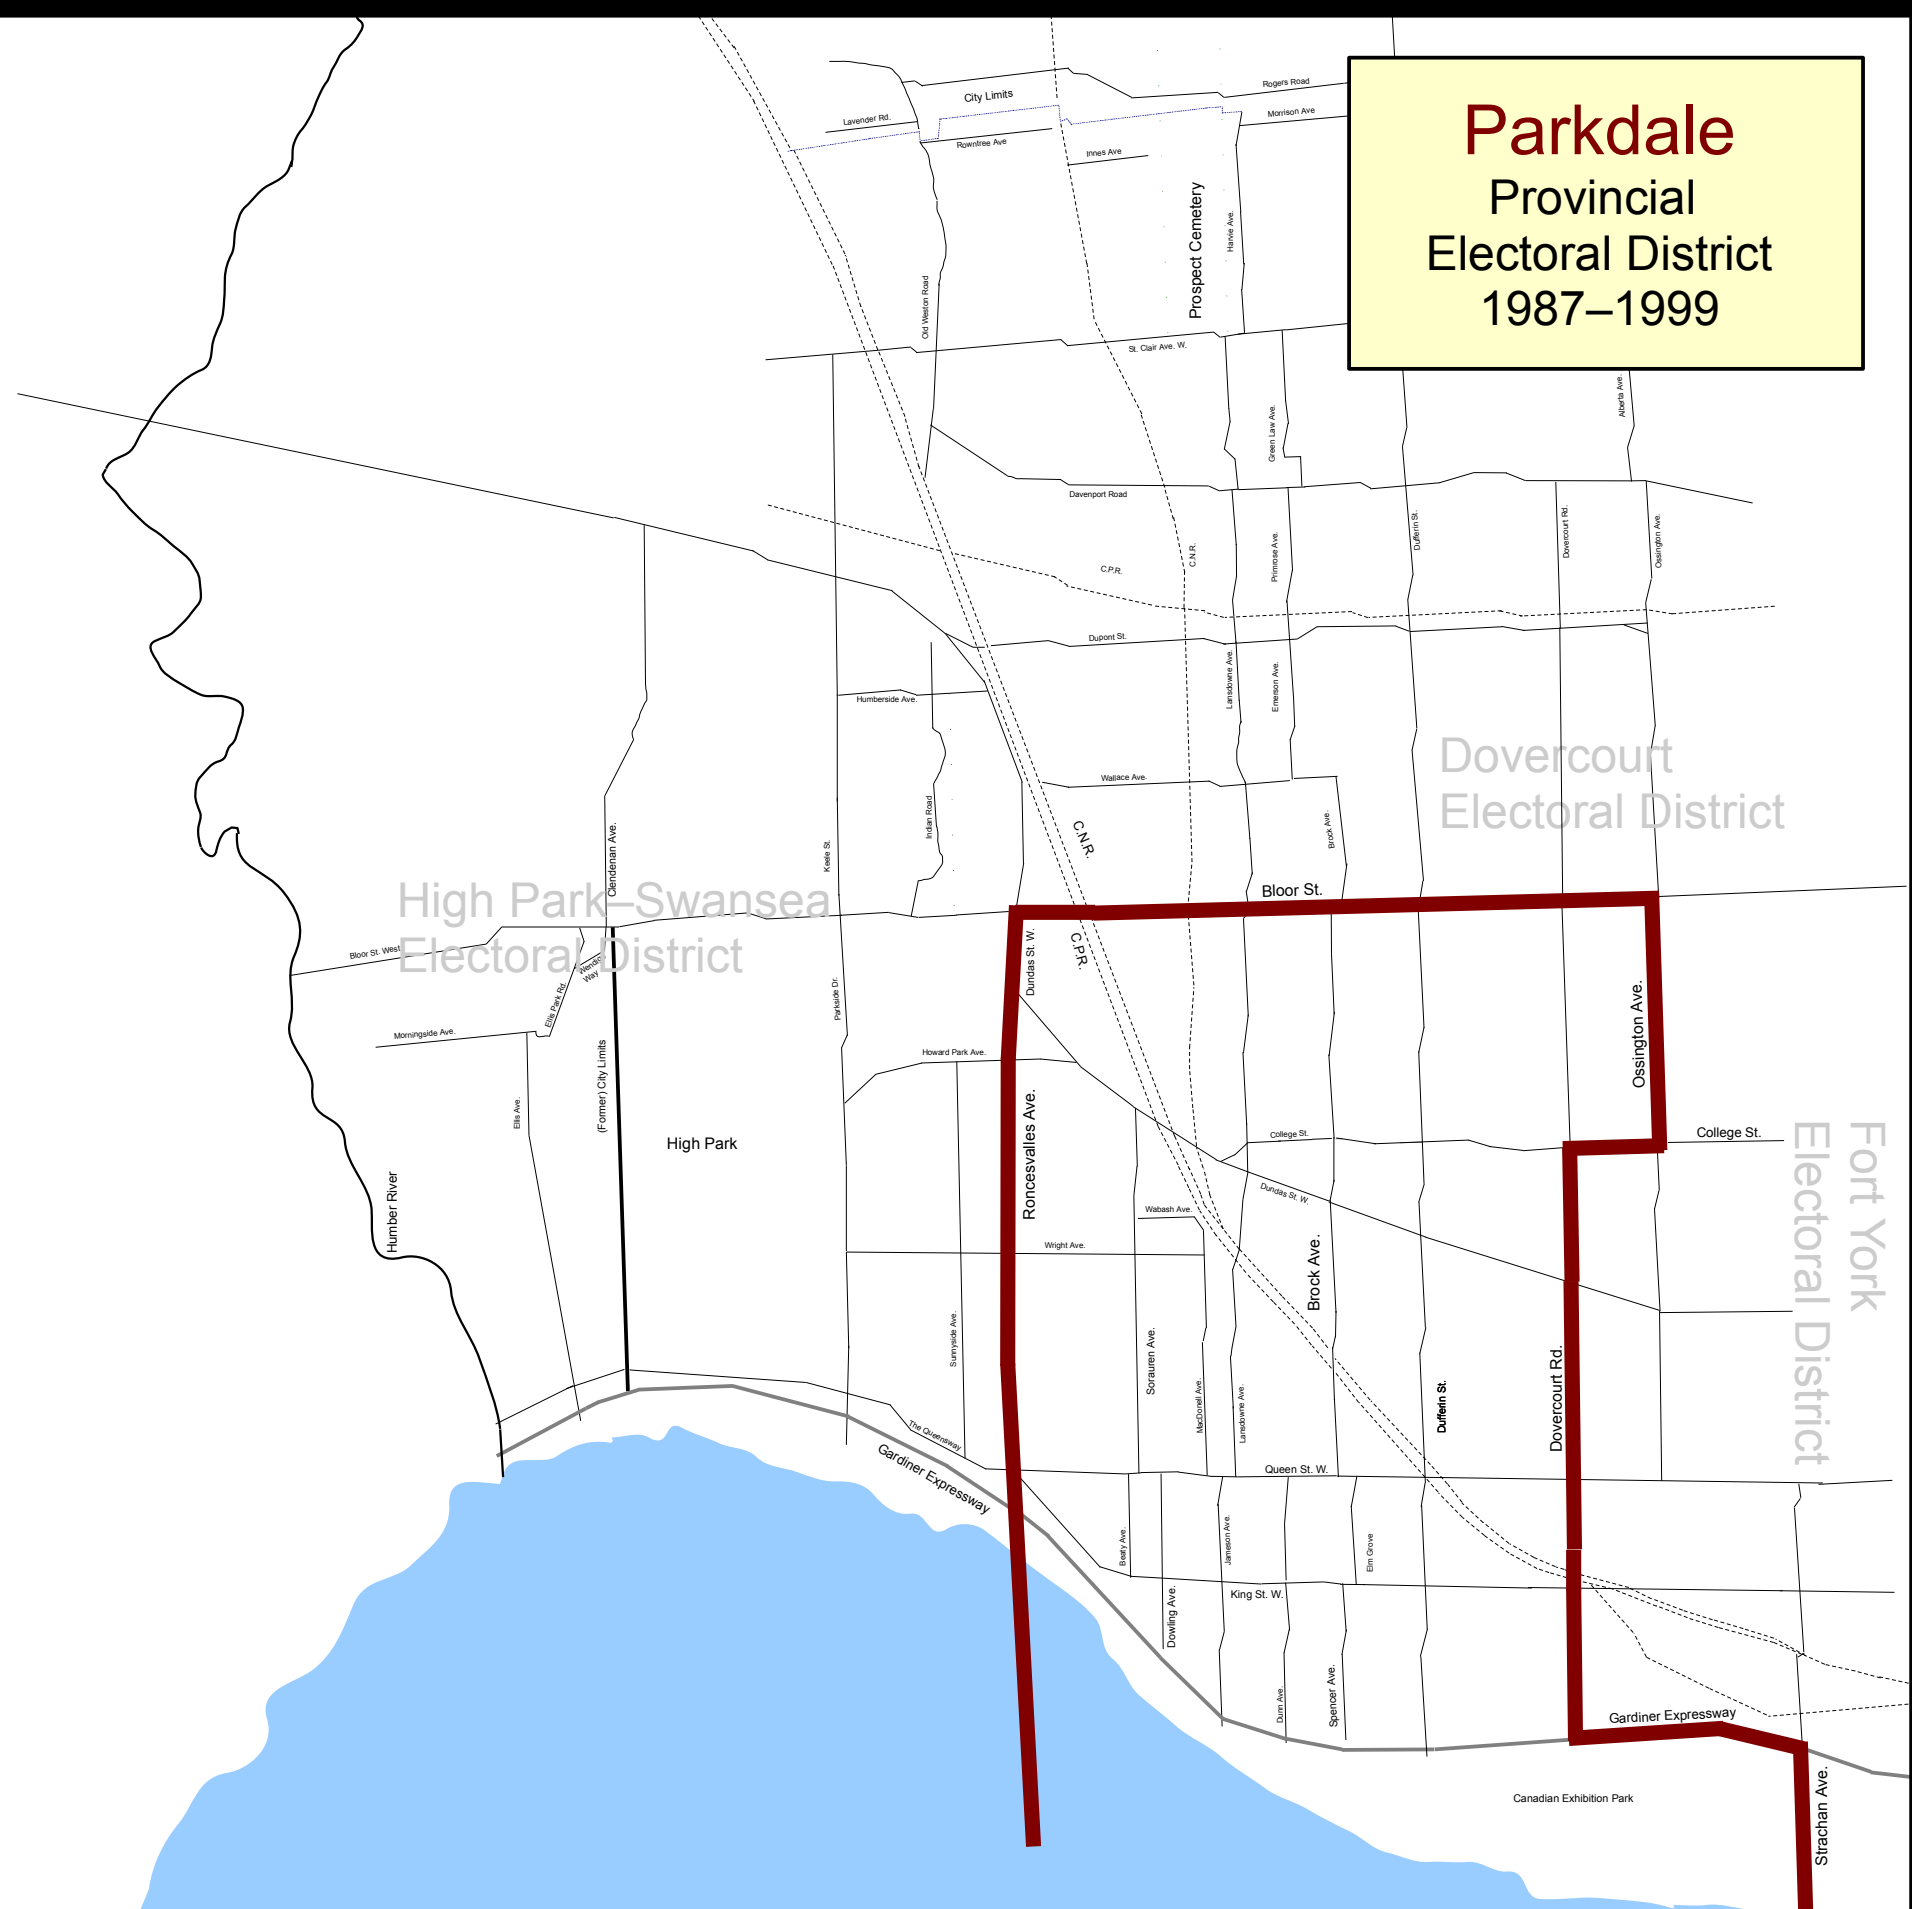 Parkdale
Provincial
Electoral District
1987–1999
Rogers Road
City Limits
Lavender Rd.
Morrison Ave
Rowntree Ave
Innes Ave
Prospect Cemetery
Harvie Ave.
Old Weston Road
St. Clair Ave. W.
Green Law Ave.
Alberta Ave.
Davenport Road
C.N.R.
Primrose Ave.
Dufferin St.
Dovercourt Rd.
Ossington Ave.
C.P.R.
Dupont St.
Lansdowne Ave.
Emerson Ave.
Humberside Ave.
Dovercourt
Electoral District
Wallace Ave.
Indian Road
Keele St.
Clendenan Ave.
C.N.R.
Brock Ave.
Bloor St.
High Park–Swansea
Electoral District
Bloor St. West
Wendigo
Way
Ellis Park Rd.
Parkside Dr.
Dundas St. W.
C.P.R.
Ossington Ave.
Morningside Ave.
(Former) City Limits
Howard Park Ave.
Ellis Ave.
High Park
Roncesvalles Ave.
College St.
College St.
Fort York
Electoral District
Humber River
Dundas St. W.
Wabash Ave.
Wright Ave.
Brock Ave.
Sunnyside Ave.
Sorauren Ave.
MacDonell Ave.
Lansdowne Ave.
Dufferin St.
Dovercourt Rd.
The Queensway
Gardiner Expressway
Queen St. W.
Beaty Ave.
Jameson Ave.
Elm Grove
King St. W.
Dowling Ave.
Dunn Ave.
Spencer Ave.
Gardiner Expressway
Canadian Exhibition Park
Strachan Ave.